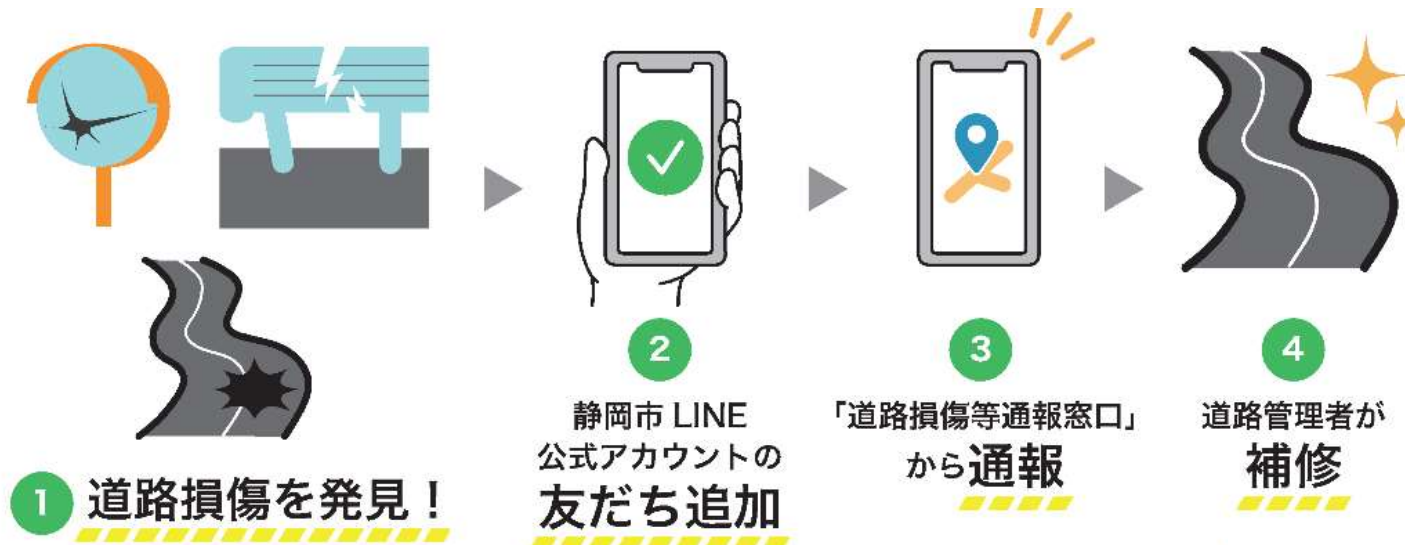 1 道路損傷を発見！
2
静岡市 LINE
公式アカウントの
友だち追加
3
「道路損傷等通報窓口」
から通報
4
道路管理者が
補修